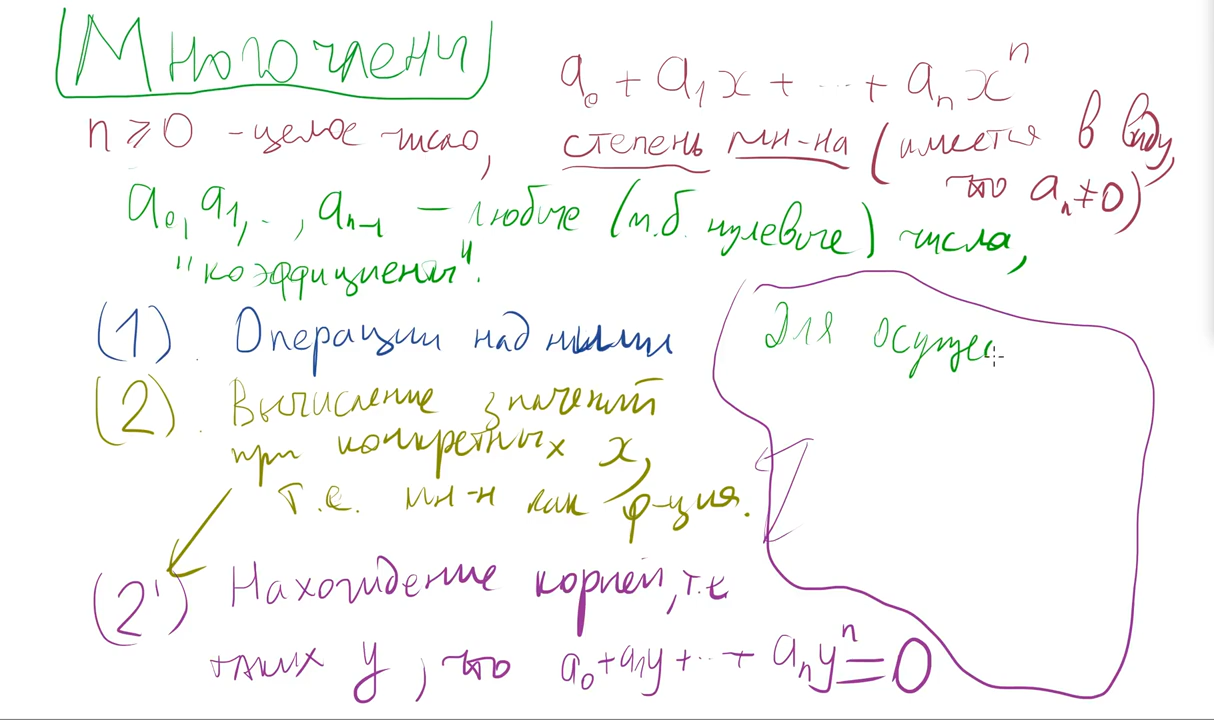 Многочлены
a₀ + a₁x + ... + aₙxⁿ
n ⩾ 0 - целое число, степень мн-на (имеется в виду,
что aₙ ≠ 0)
a₀, a₁, .., aₙ₋₁ — любые (м.б. нулевые) числа,
"коэффициенты".
(1). Операции над ними
(2). Вычисление значений
при конкретных x,
т.е. мн-н как ф-ция.
(2') Нахождение корней, т.е
таких y, что a₀+a₁y+...+aₙyⁿ=0
Для осущес